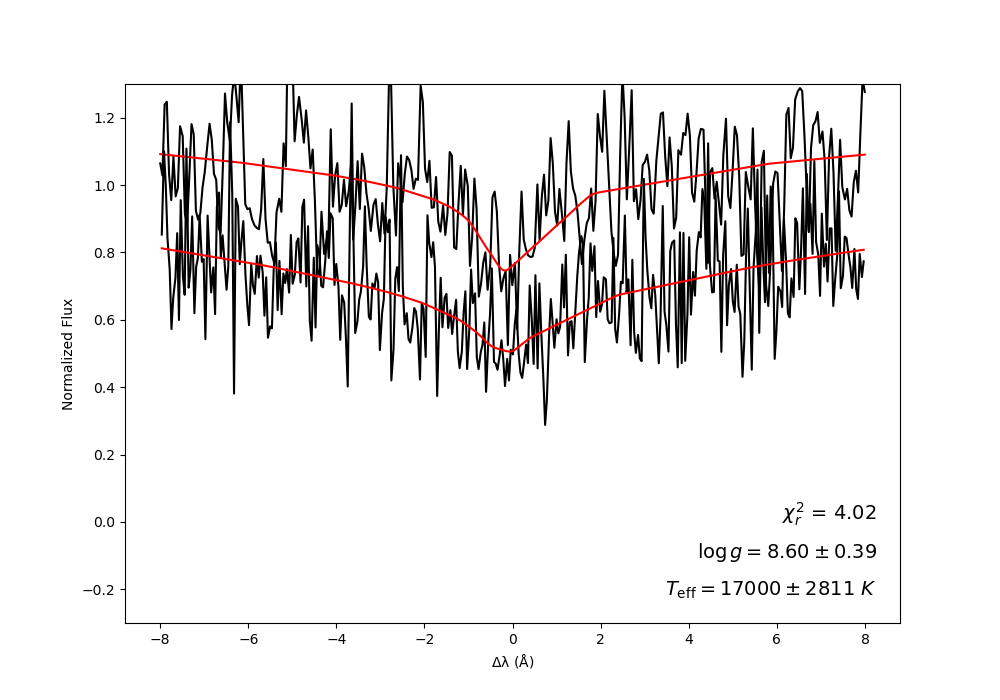 1.2
1.0
0.8
0.6
0.4
0.2
0.0
−0.2
Normalized Flux
χ²ᵣ = 4.02
log g = 8.60 ± 0.39
T_eff = 17000 ± 2811 K
−8 −6 −4 −2 0 2 4 6 8
Δλ (Å)